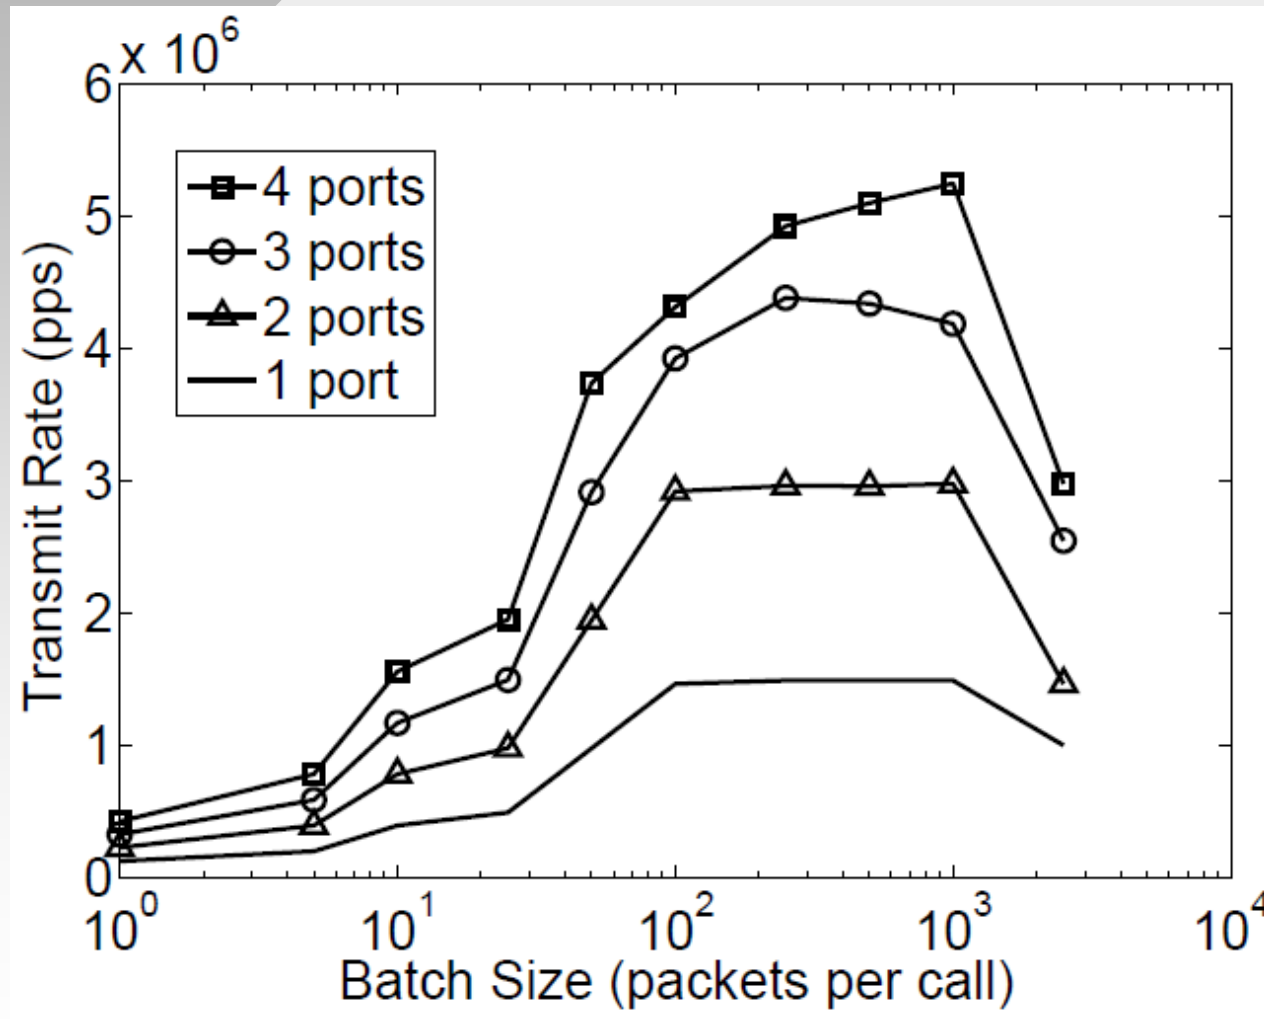 x 10^6
6
5
4
3
2
1
0
4 ports
3 ports
2 ports
1 port
Transmit Rate (pps)
10^0 10^1 10^2 10^3 10^4
Batch Size (packets per call)